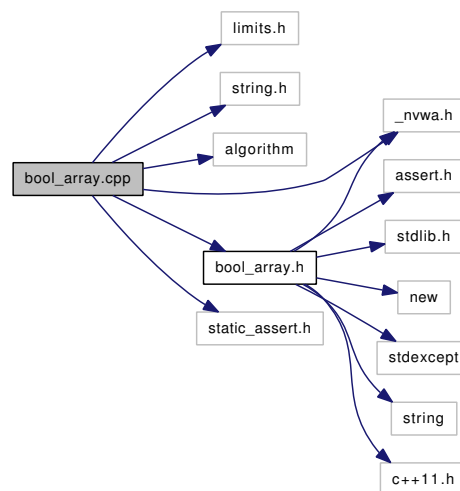 limits.h
string.h
_nvwa.h
algorithm
assert.h
bool_array.cpp
stdlib.h
bool_array.h
new
static_assert.h
stdexcept
string
c++11.h